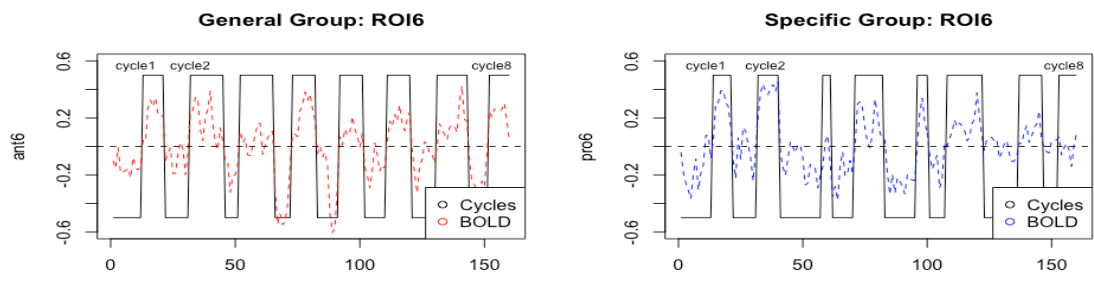 General Group: ROI6
ant6
0.6
0.2
-0.2
-0.6
cycle1 cycle2 cycle8
Cycles
BOLD
0 50 100 150
Specific Group: ROI6
pro6
0.6
0.2
-0.2
-0.6
cycle1 cycle2 cycle8
Cycles
BOLD
0 50 100 150